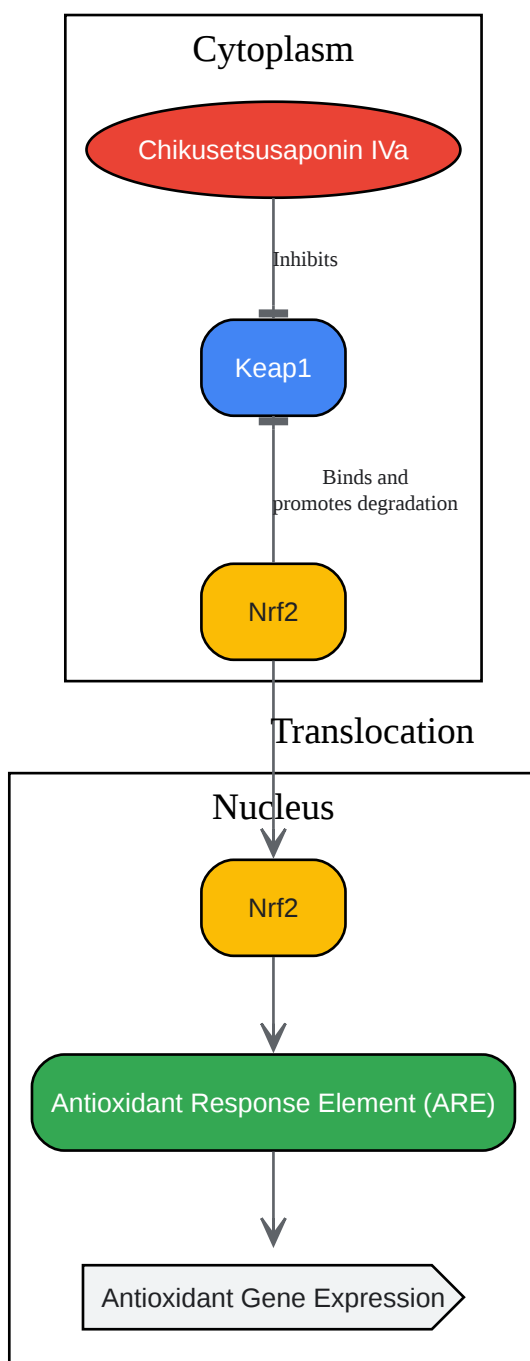 Cytoplasm
Chikusetsusaponin IVa
Inhibits
Keap1
Binds and
promotes degradation
Nrf2
Translocation
Nucleus
Nrf2
Antioxidant Response Element (ARE)
Antioxidant Gene Expression